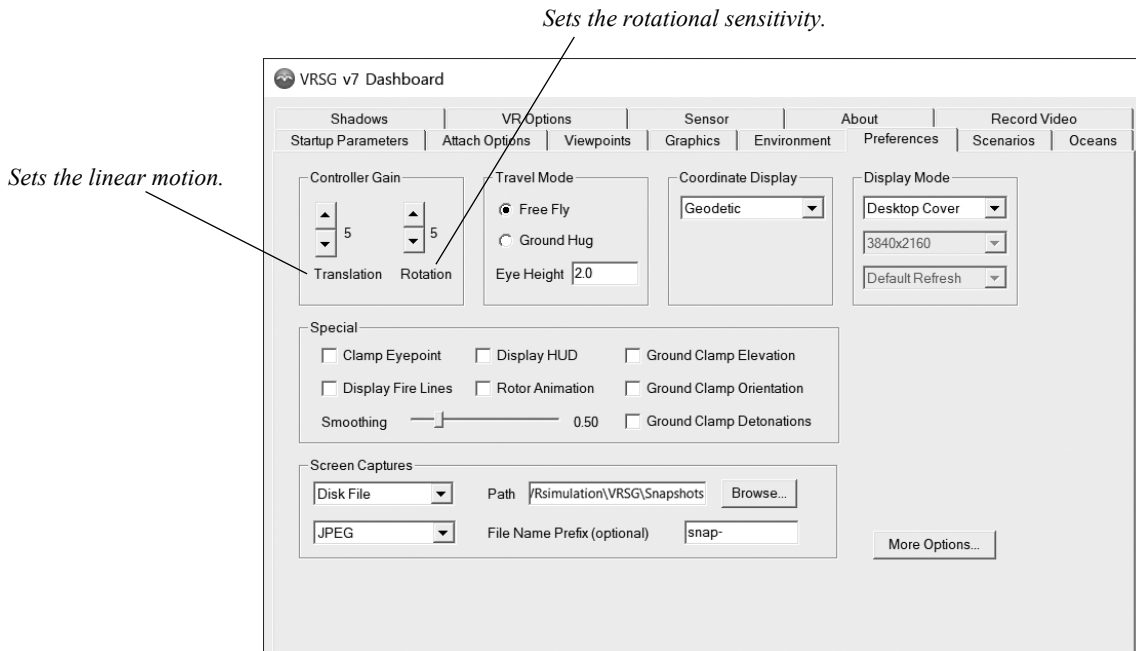 Sets the rotational sensitivity.
VRSG v7 Dashboard
Shadows VR Options Sensor About Record Video
Startup Parameters Attach Options Viewpoints Graphics Environment Preferences Scenarios Oceans
Sets the linear motion.
Controller Gain
5
5
Translation Rotation
Travel Mode
Free Fly
Ground Hug
Eye Height 2.0
Coordinate Display
Geodetic
Display Mode
Desktop Cover
3840x2160
Default Refresh
Special
Clamp Eyepoint Display HUD Ground Clamp Elevation
Display Fire Lines Rotor Animation Ground Clamp Orientation
Smoothing 0.50 Ground Clamp Detonations
Screen Captures
Disk File Path /Rsimulation\VRSG\Snapshots Browse...
JPEG File Name Prefix (optional) snap-
More Options...